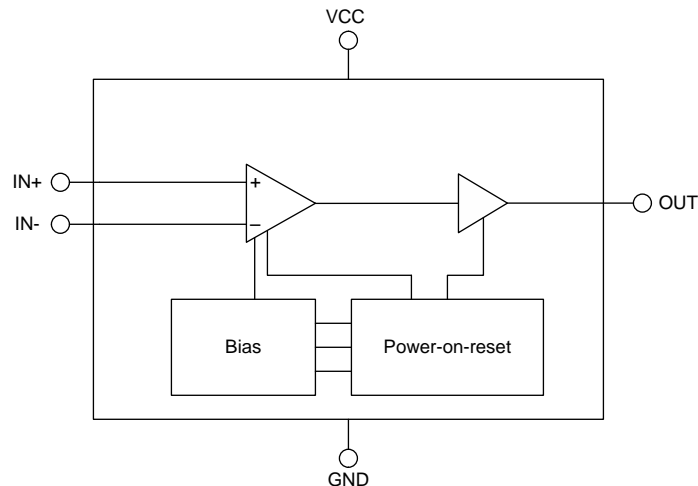 VCC
IN+
+
IN-
−
OUT
Bias
Power-on-reset
GND